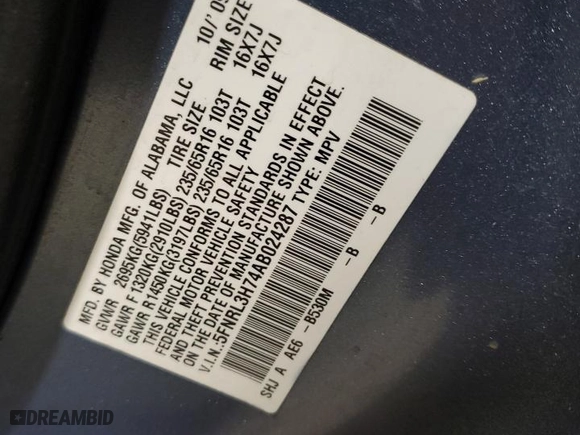 MFD. BY HONDA MFG. OF ALABAMA, LLC 10/'0
GVWR 2695KG(5941LBS) TIRE SIZE RIM SIZE
GAWR F1320KG(2910LBS) 235/65R16 103T 16X7J
GAWR R1450KG(3197LBS) 235/65R16 103T 16X7J
THIS VEHICLE CONFORMS TO ALL APPLICABLE
FEDERAL MOTOR VEHICLE SAFETY
AND THEFT PREVENTION STANDARDS IN EFFECT
ON THE DATE OF MANUFACTURE SHOWN ABOVE.
V.I.N.:5FNRL3H74AB024287 TYPE: MPV
SHJ A AE6 -B530M -B -B
DREAMBID